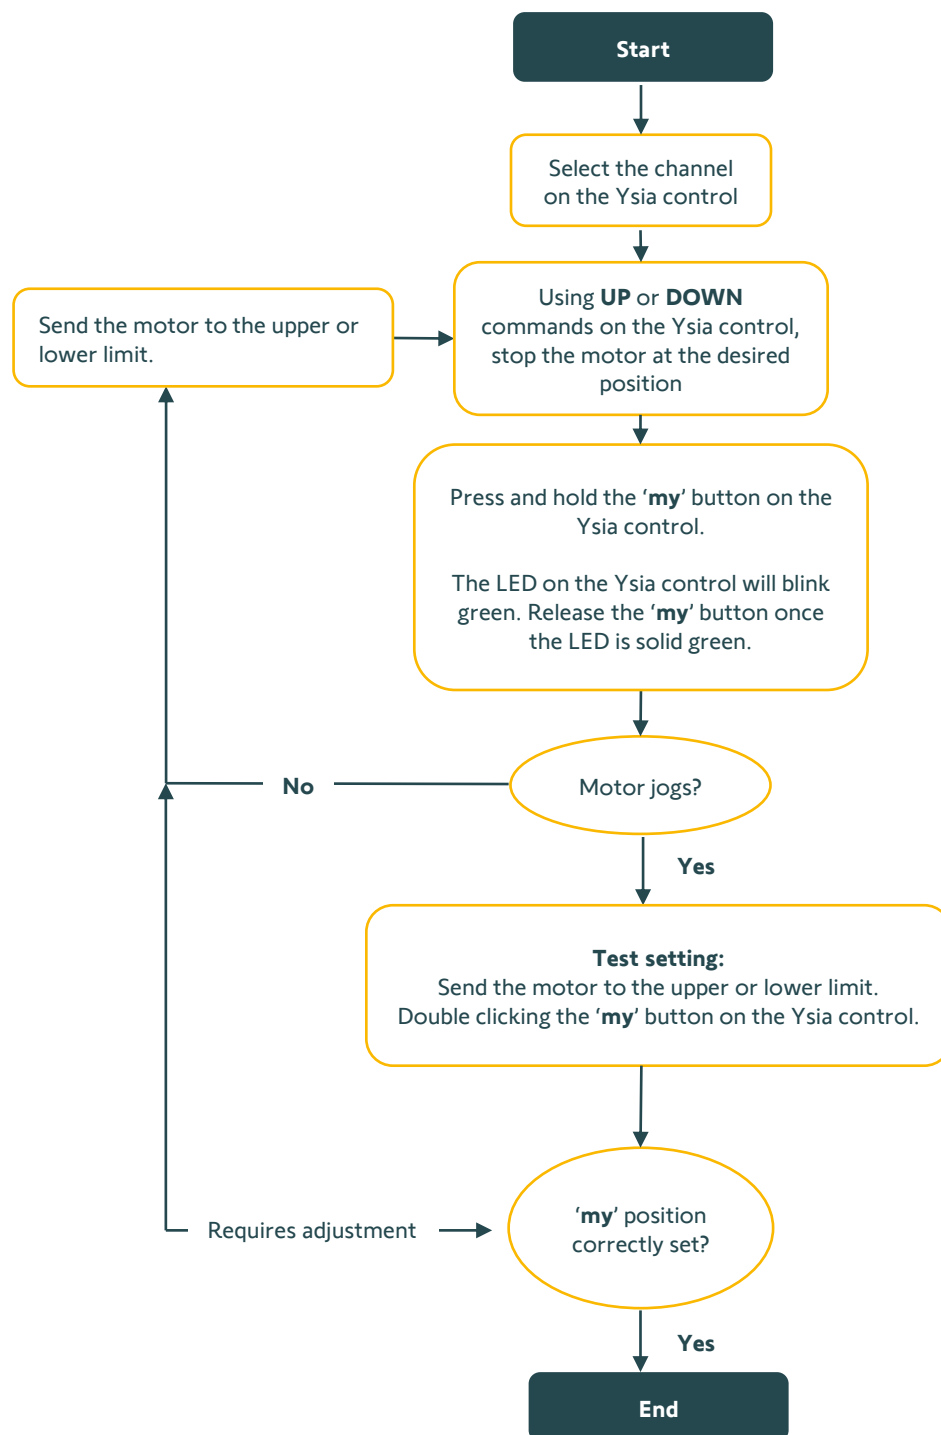 Start
Select the channel
on the Ysia control
Using UP or DOWN
commands on the Ysia control,
stop the motor at the desired
position
Send the motor to the upper or
lower limit.
Press and hold the ‘my’ button on the
Ysia control.
The LED on the Ysia control will blink
green. Release the ‘my’ button once
the LED is solid green.
Motor jogs?
No
Yes
Test setting:
Send the motor to the upper or lower limit.
Double clicking the ‘my’ button on the Ysia control.
‘my’ position
correctly set?
Requires adjustment
Yes
End